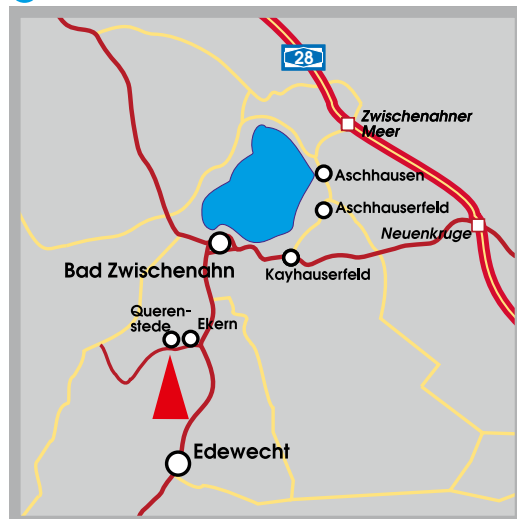 28
Zwischenahner
Meer
Aschhausen
Aschhauserfeld
Neuenkruge
Bad Zwischenahn
Kayhauserfeld
Queren-
stede
Ekern
Edewecht